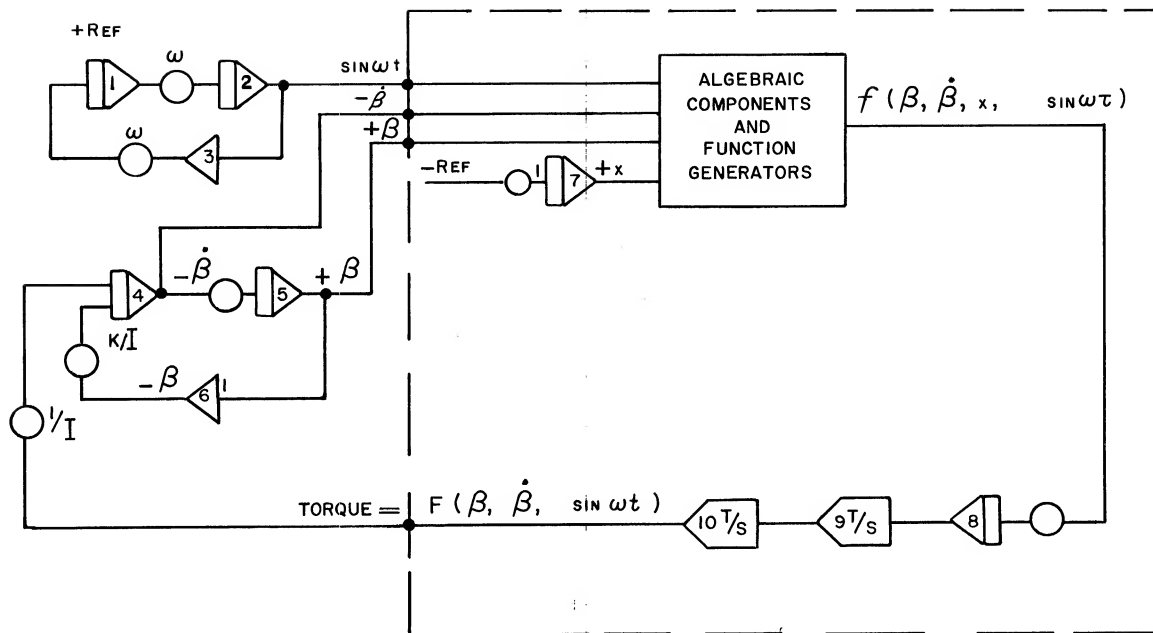 +REF
1
ω
2
ω
3
SIN ωt
−β̇
+β
−REF
1
7
+x
ALGEBRAIC
COMPONENTS
AND
FUNCTION
GENERATORS
f (β, β̇, x, SIN ωτ)
4
−β̇
5
+ β
K/I
−β
6
1
1/I
TORQUE = F (β, β̇, SIN ωt)
10 T/S
9 T/S
8